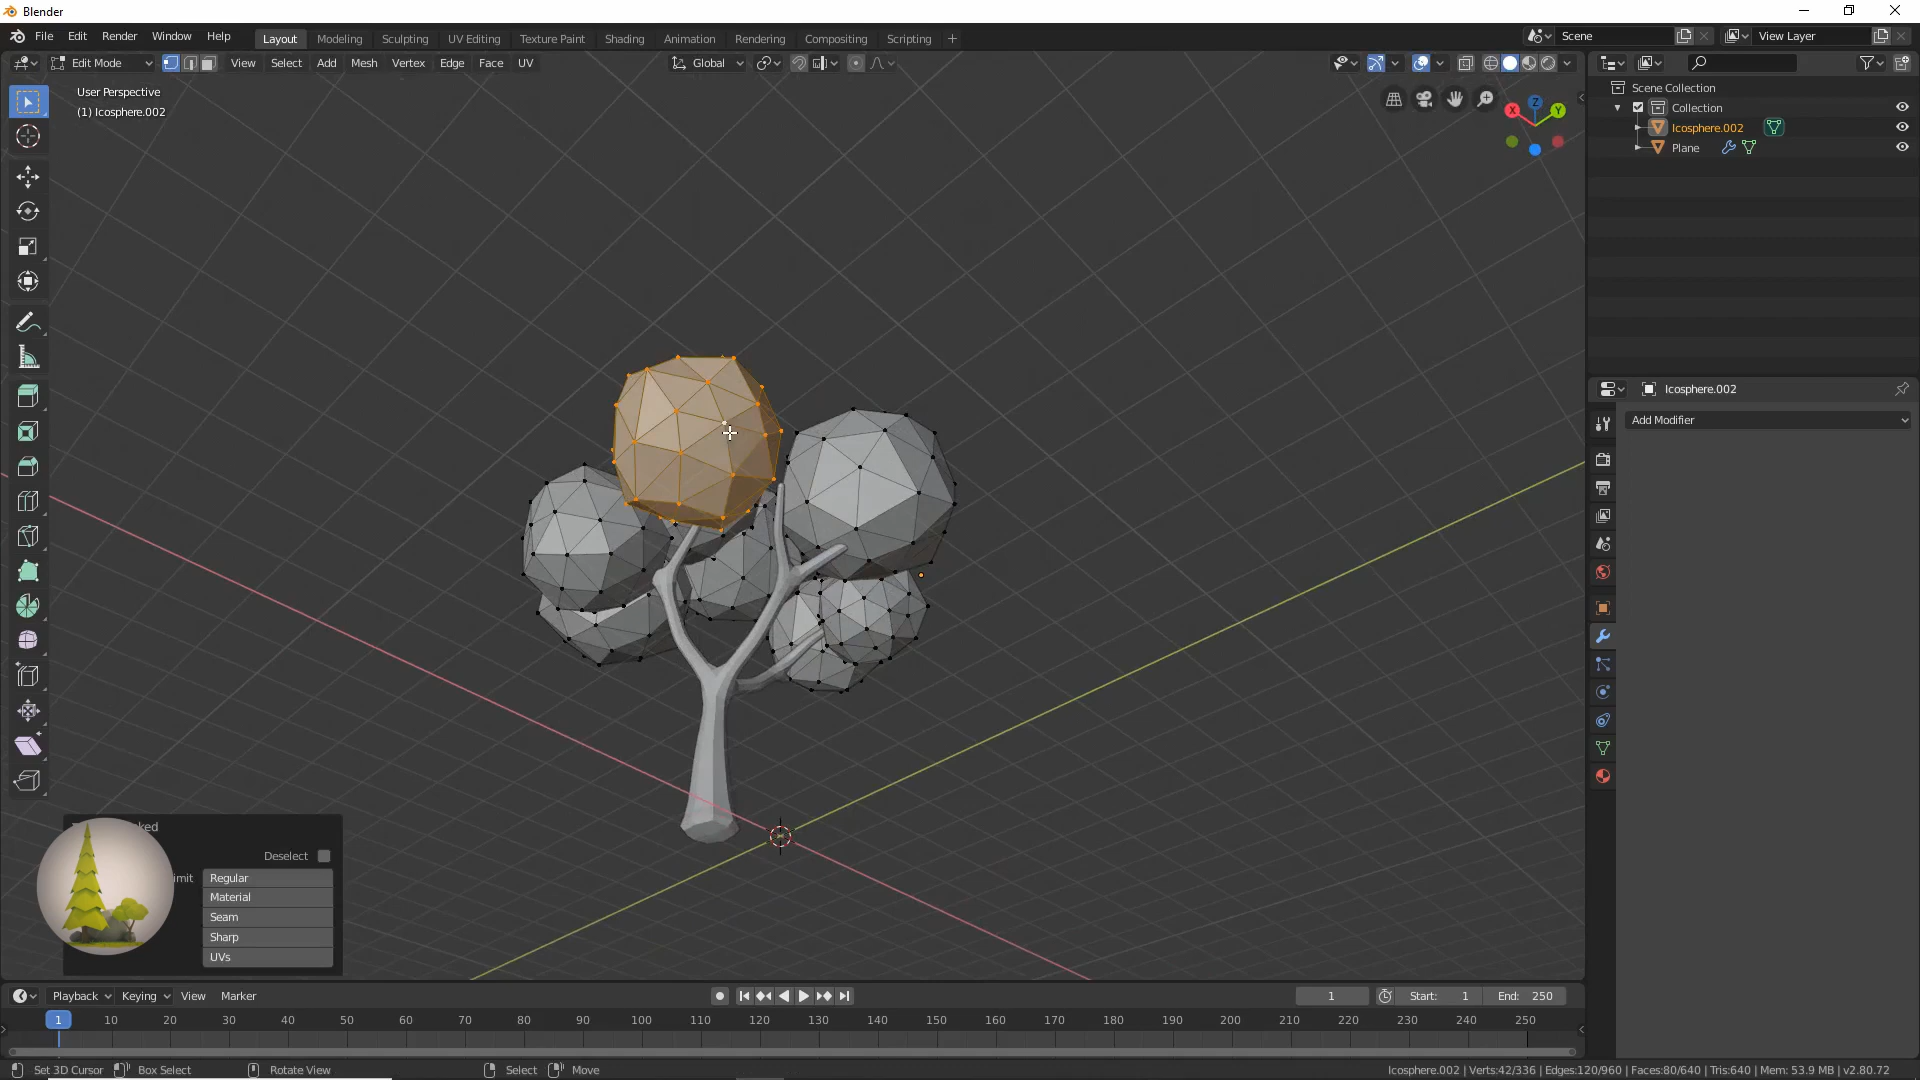 Blender
File Edit Render Window Help
Layout Modeling Sculpting UV Editing Texture Paint Shading Animation Rendering Compositing Scripting
Scene
View Layer
Edit Mode
View Select Add Mesh Vertex Edge Face UV
Global
User Perspective
(1) Icosphere.002
X Y Z
Scene Collection
Collection
Icosphere.002
Plane
Icosphere.002
Add Modifier
Deselect
Regular
Material
Seam
Sharp
UVs
Playback Keying View Marker
1
Start: 1
End: 250
1 10 20 30 40 50 60 70 80 90 100 110 120 130 140 150 160 170 180 190 200 210 220 230 240 250
Set 3D Cursor Box Select Rotate View Select Move
Icosphere.002 | Verts:42/336 | Edges:120/960 | Faces:80/640 | Tris:640 | Mem: 53.9 MB | v2.80.72